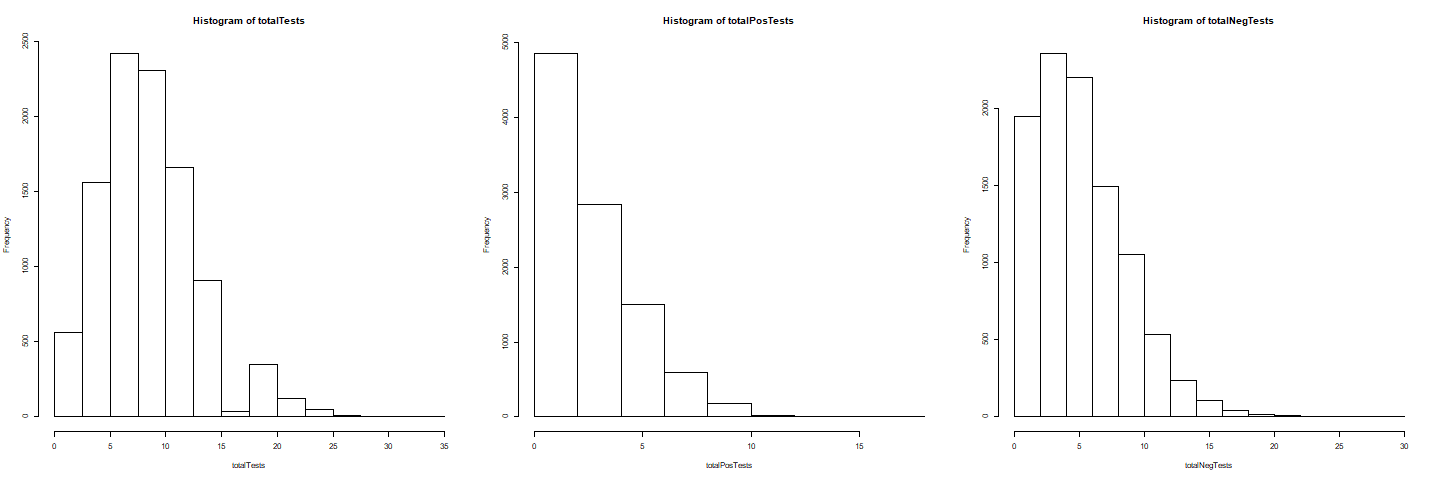 Histogram of totalTests
Frequency
2500
2000
1500
1000
500
0
0 5 10 15 20 25 30 35
totalTests
Histogram of totalPosTests
Frequency
5000
4000
3000
2000
1000
0
0 5 10 15
totalPosTests
Histogram of totalNegTests
Frequency
2000
1500
1000
500
0
0 5 10 15 20 25 30
totalNegTests